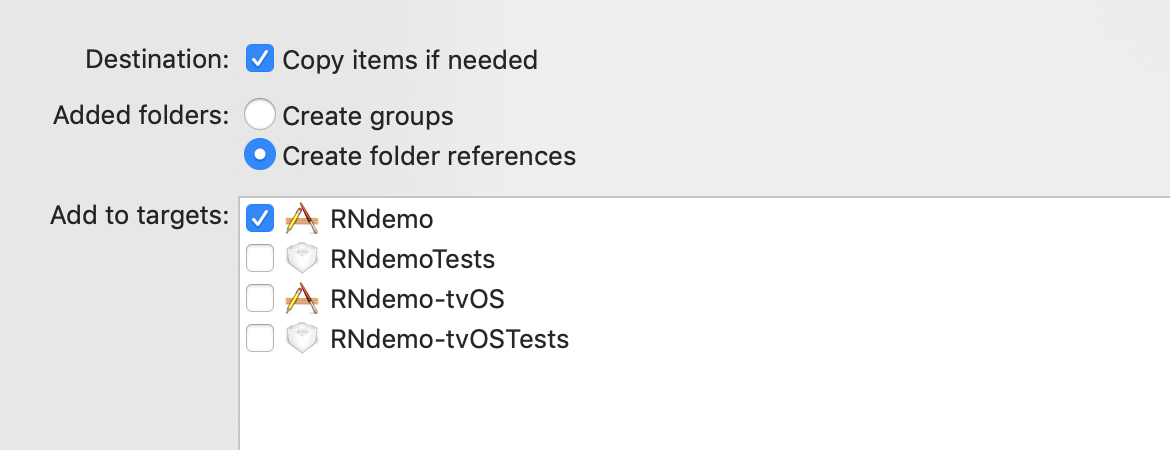 Destination: Copy items if needed
Added folders: Create groups
Create folder references
Add to targets: RNdemo
RNdemoTests
RNdemo-tvOS
RNdemo-tvOSTests